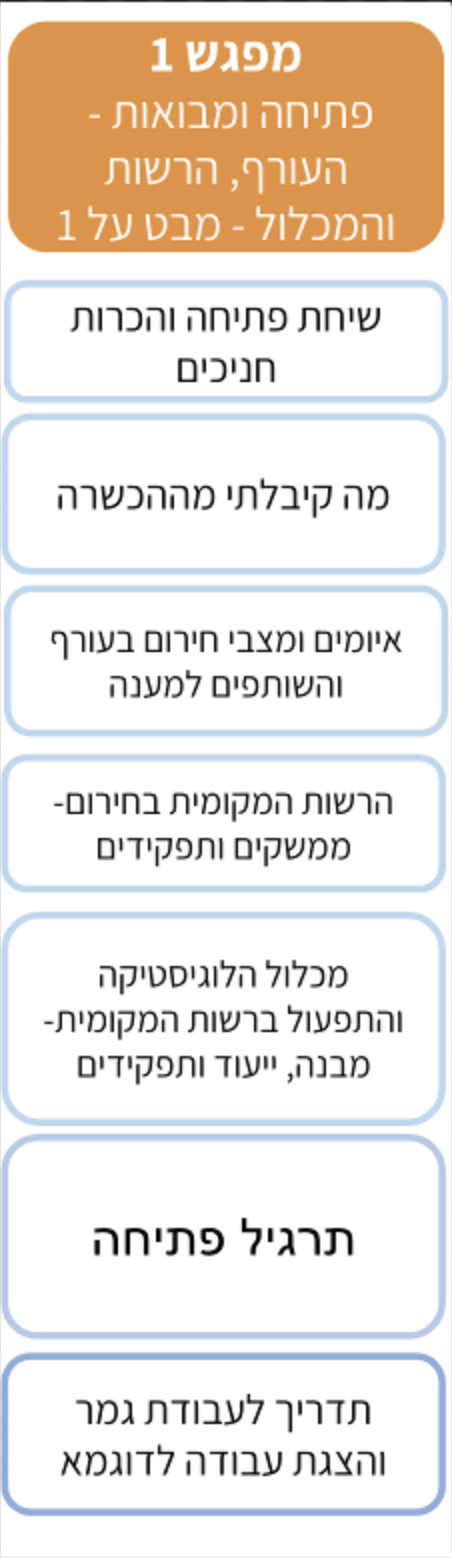 מפגש 1
פתיחה ומבואות -
העורף, הרשות
והמכלול - מבט על 1
שיחת פתיחה והכרות
חניכים
מה קיבלתי מההכשרה
איומים ומצבי חירום בעורף
והשותפים למענה
הרשות המקומית בחירום-
ממשקים ותפקידים
מכלול הלוגיסטיקה
והתפעול ברשות המקומית-
מבנה, ייעוד ותפקידים
תרגיל פתיחה
תדריך לעבודת גמר
והצגת עבודה לדוגמא